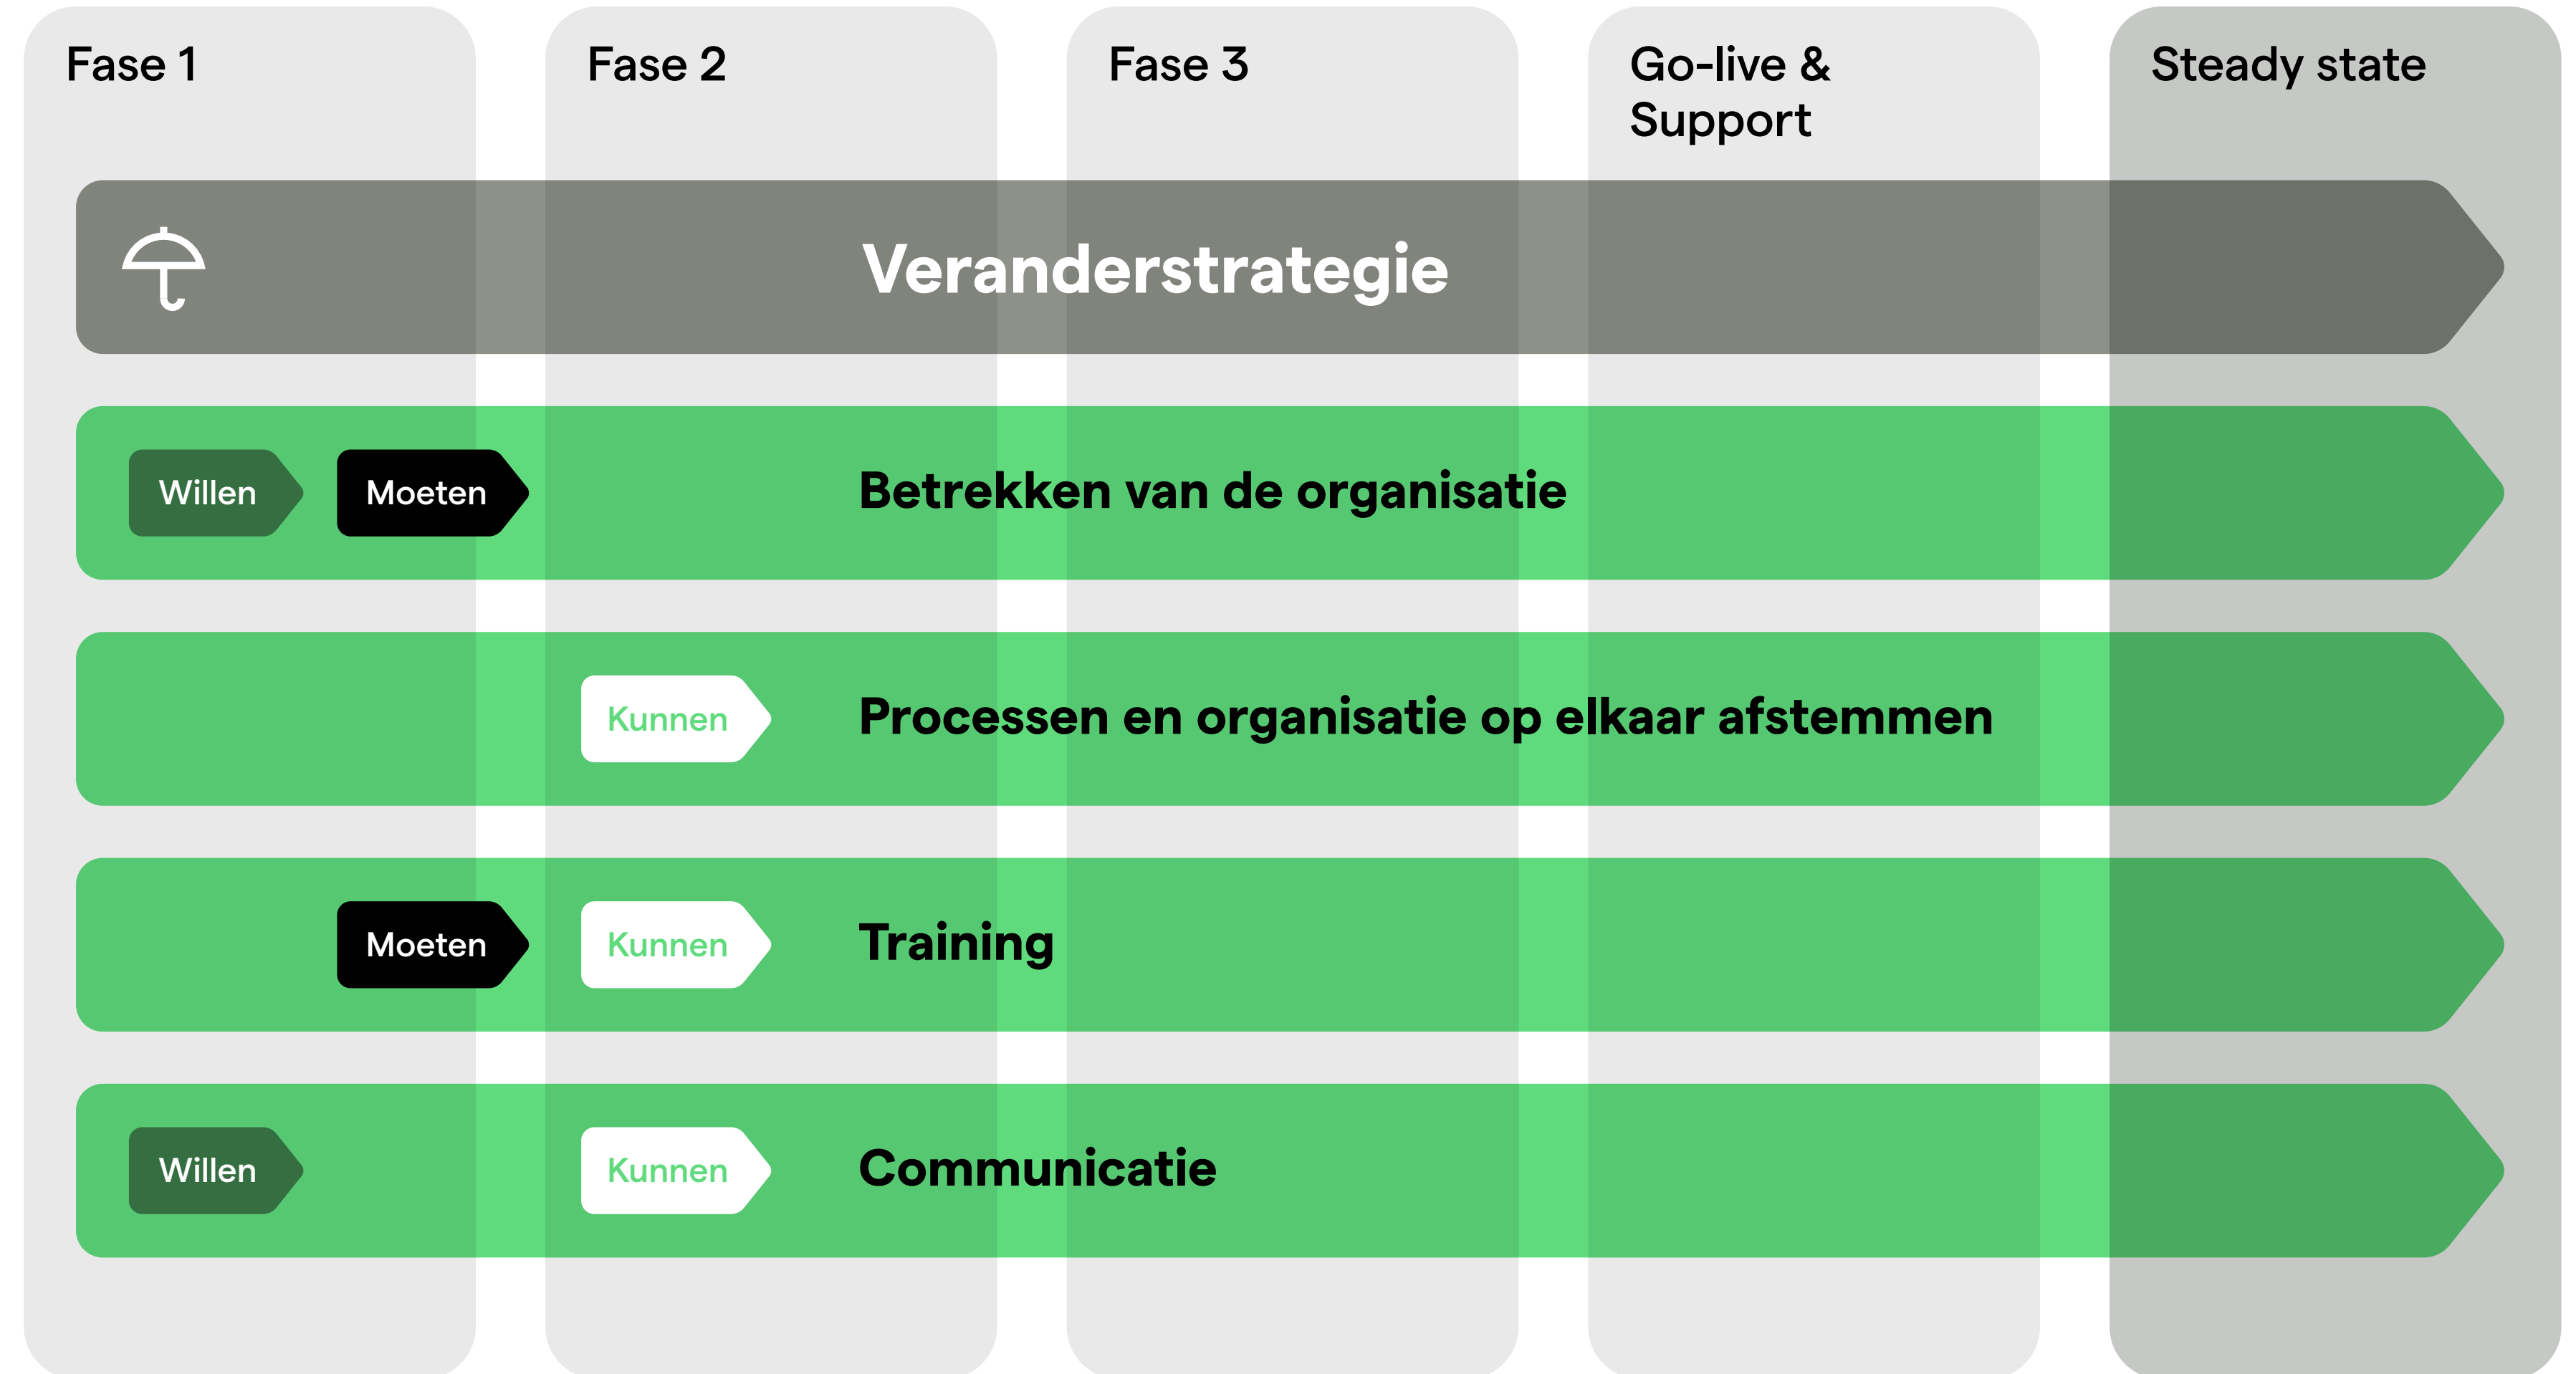 Fase 1
Fase 2
Fase 3
Go-live &
Support
Steady state
Veranderstrategie
Willen
Moeten
Betrekken van de organisatie
Kunnen
Processen en organisatie op elkaar afstemmen
Moeten
Kunnen
Training
Willen
Kunnen
Communicatie